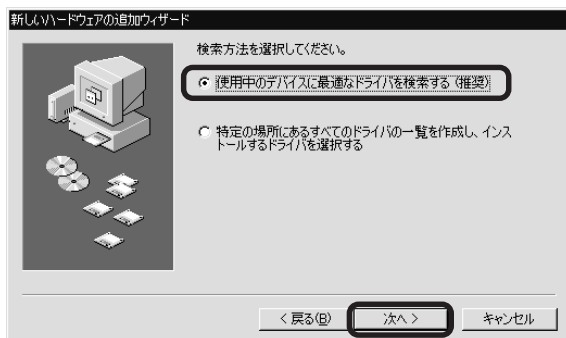 新しいハードウェアの追加ウィザード
検索方法を選択してください。
使用中のデバイスに最適なドライバを検索する (推奨)
特定の場所にあるすべてのドライバの一覧を作成し、インス
トールするドライバを選択する
< 戻る(B)
次へ >
キャンセル